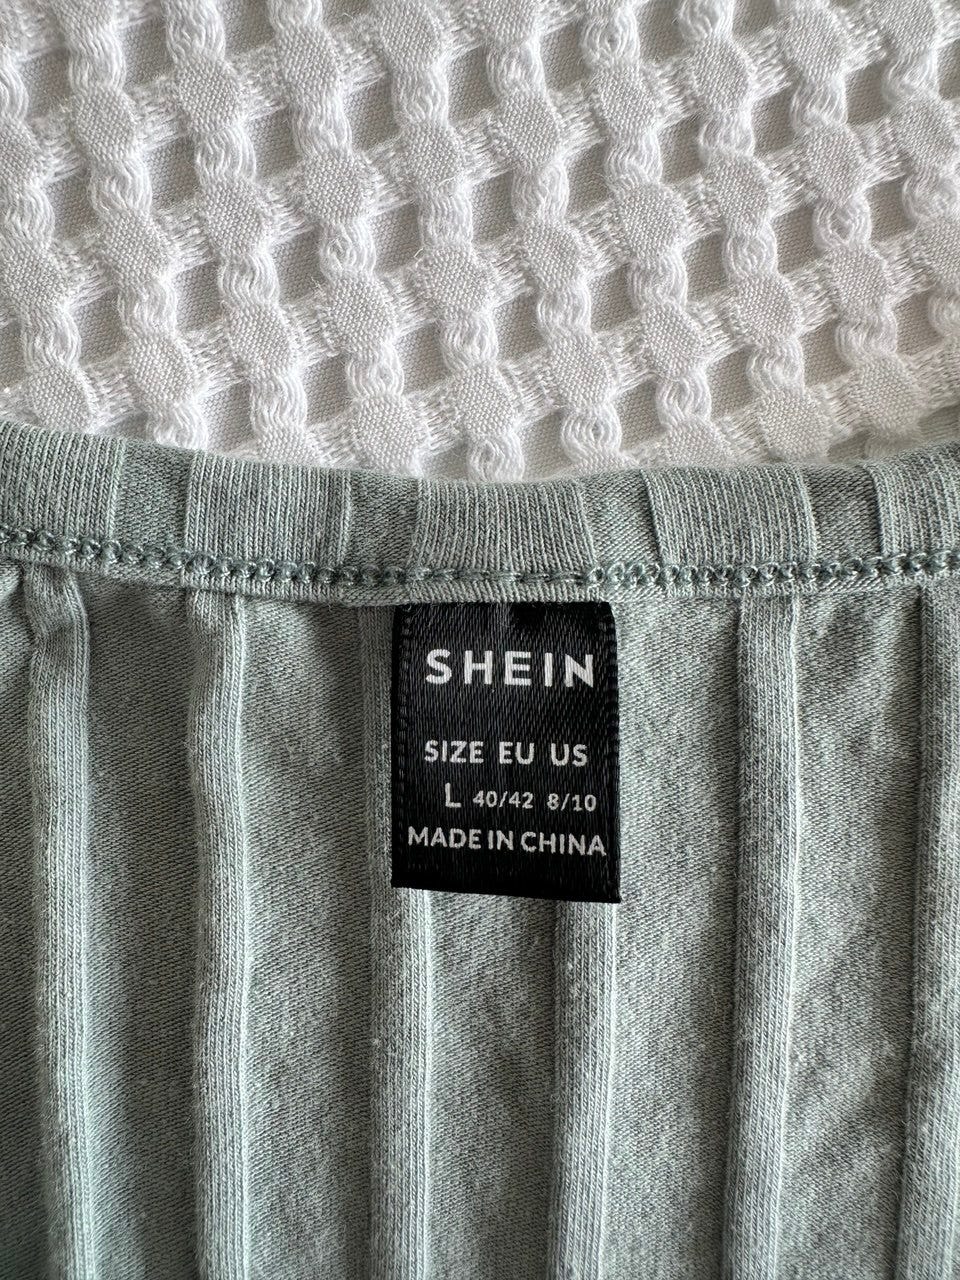 SHEIN
SIZE EU US
L 40/42 8/10
MADE IN CHINA